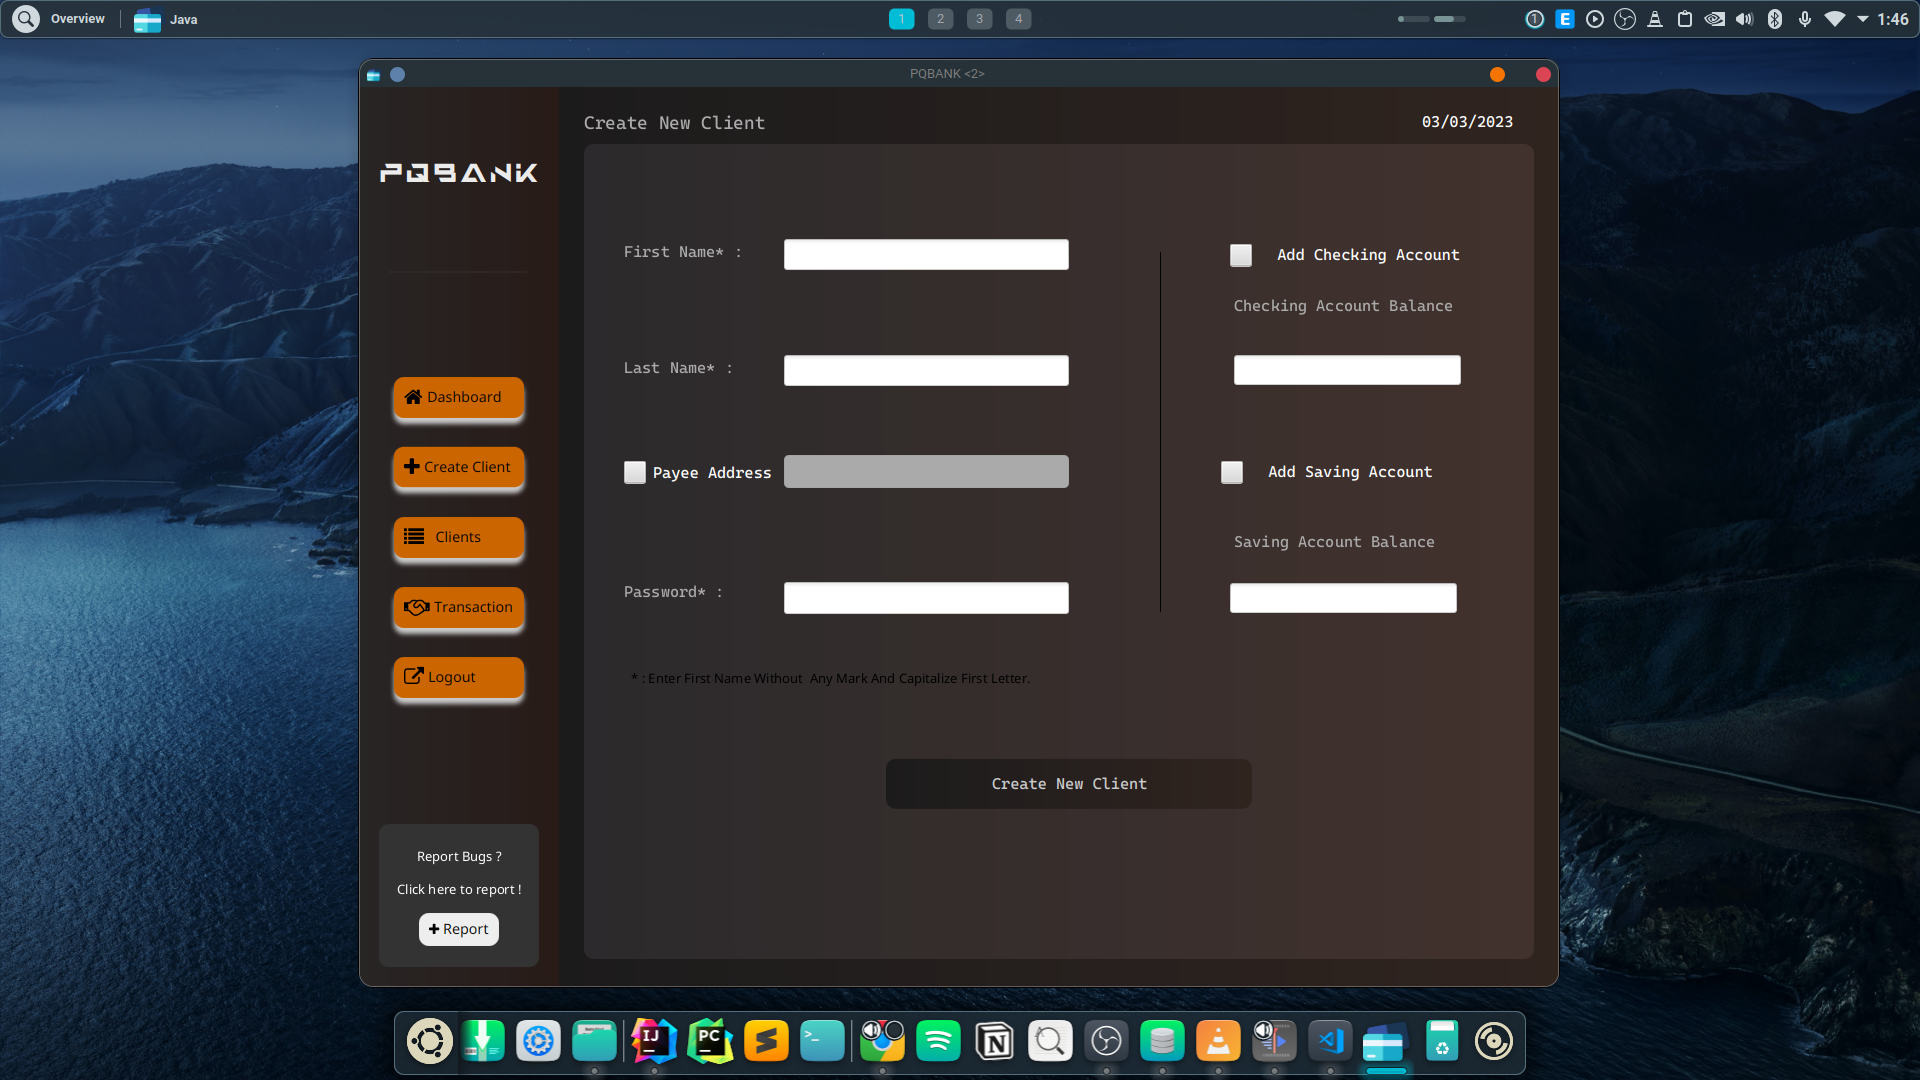 Overview
Java
1
2
3
4
1
E
1:46
PQBANK <2>
Create New Client
03/03/2023
PQBANK
First Name* :
Add Checking Account
Checking Account Balance
Last Name* :
Payee Address
Add Saving Account
Saving Account Balance
Password* :
* : Enter First Name Without  Any Mark And Capitalize First Letter.
Create New Client
Dashboard
Create Client
Clients
Transaction
Logout
Report Bugs ?
Click here to report !
Report
IJ
PC
>_
N